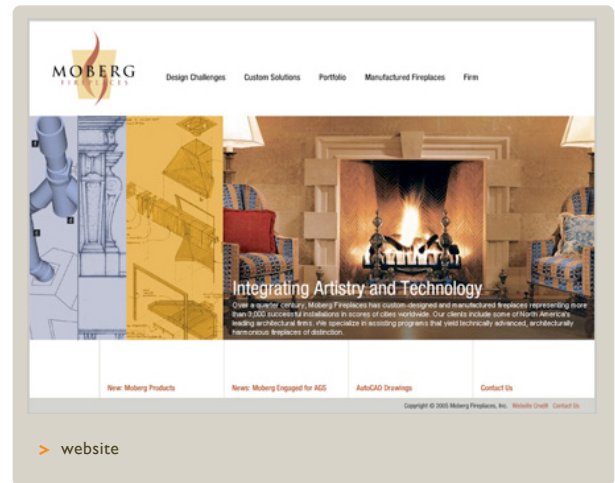 MOBERG
FIREPLACES
Design Challenges Custom Solutions Portfolio Manufactured Fireplaces Firm
Integrating Artistry and Technology
Over a quarter century, Moberg Fireplaces has custom-designed and manufactured fireplaces representing more
than 3,000 successful installations in scores of cities worldwide. Our clients include some of North America's
leading architectural firms. We specialize in assisting programs that yield technically advanced, architecturally
harmonious fireplaces of distinction.
New: Moberg Products News: Moberg Engaged for AGS AutoCAD Drawings Contact Us
Copyright © 2005 Moberg Fireplaces, Inc. Website Credit Contact Us
> website